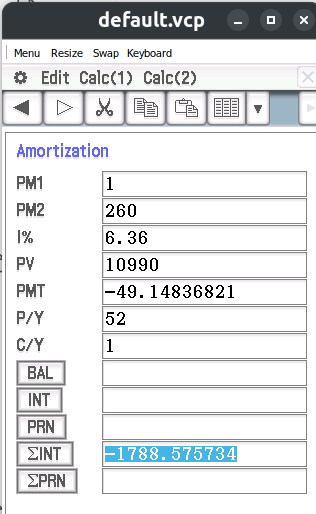 default.vcp
Menu Resize Swap Keyboard
Edit Calc(1) Calc(2)
Amortization
PM1 1
PM2 260
I% 6.36
PV 10990
PMT -49.14836821
P/Y 52
C/Y 1
BAL
INT
PRN
ΣINT -1788.575734
ΣPRN